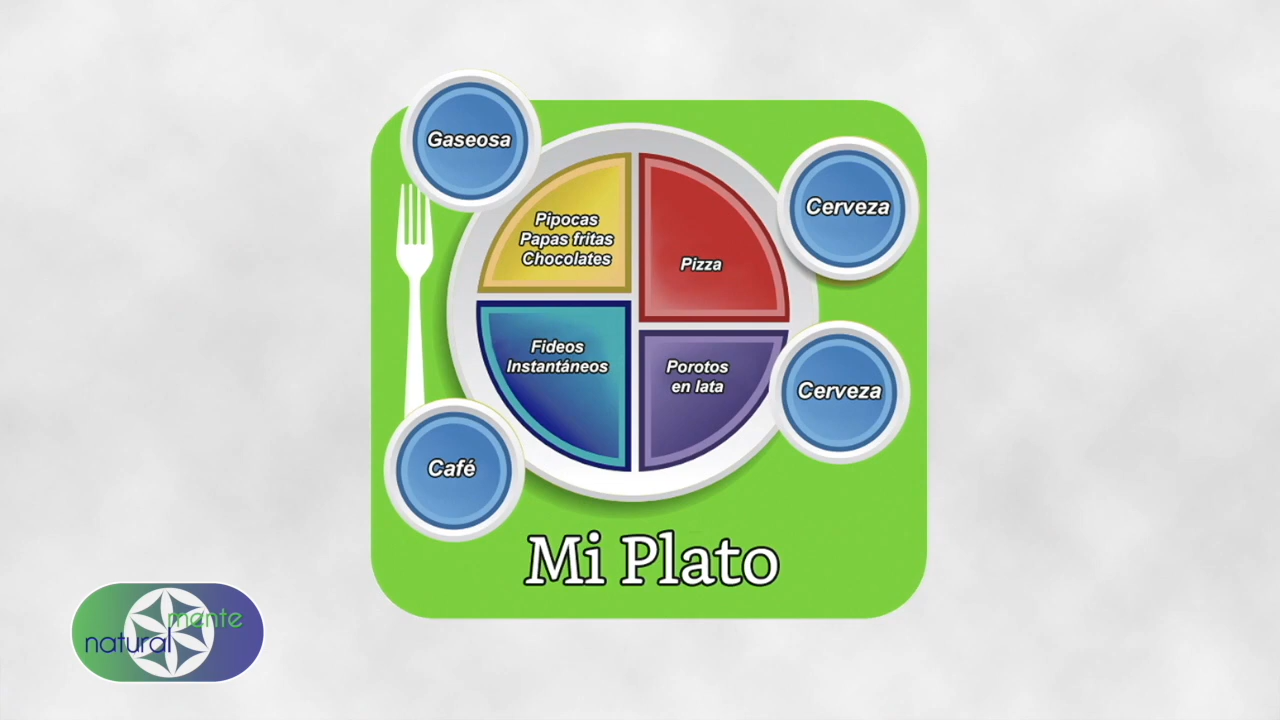 Gaseosa
Cerveza
Pipocas
Papas fritas
Chocolates
Pizza
Fideos
Instantáneos
Porotos
en lata
Cerveza
Café
Mi Plato
natural
mente